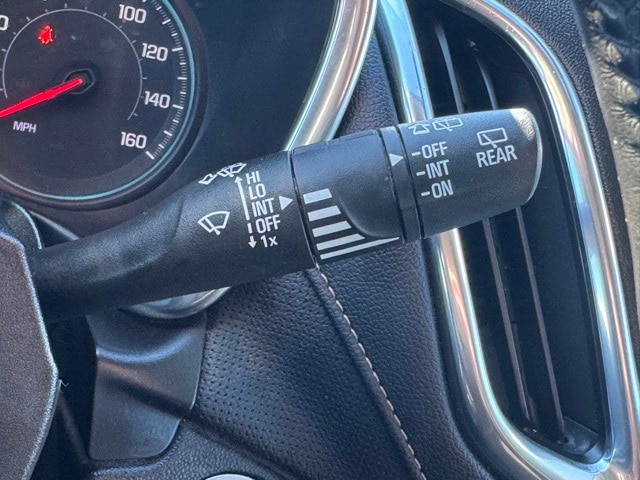 100
120
140
160
MPH
HI
LO
INT
OFF
1x
-OFF
-INT
-ON
REAR